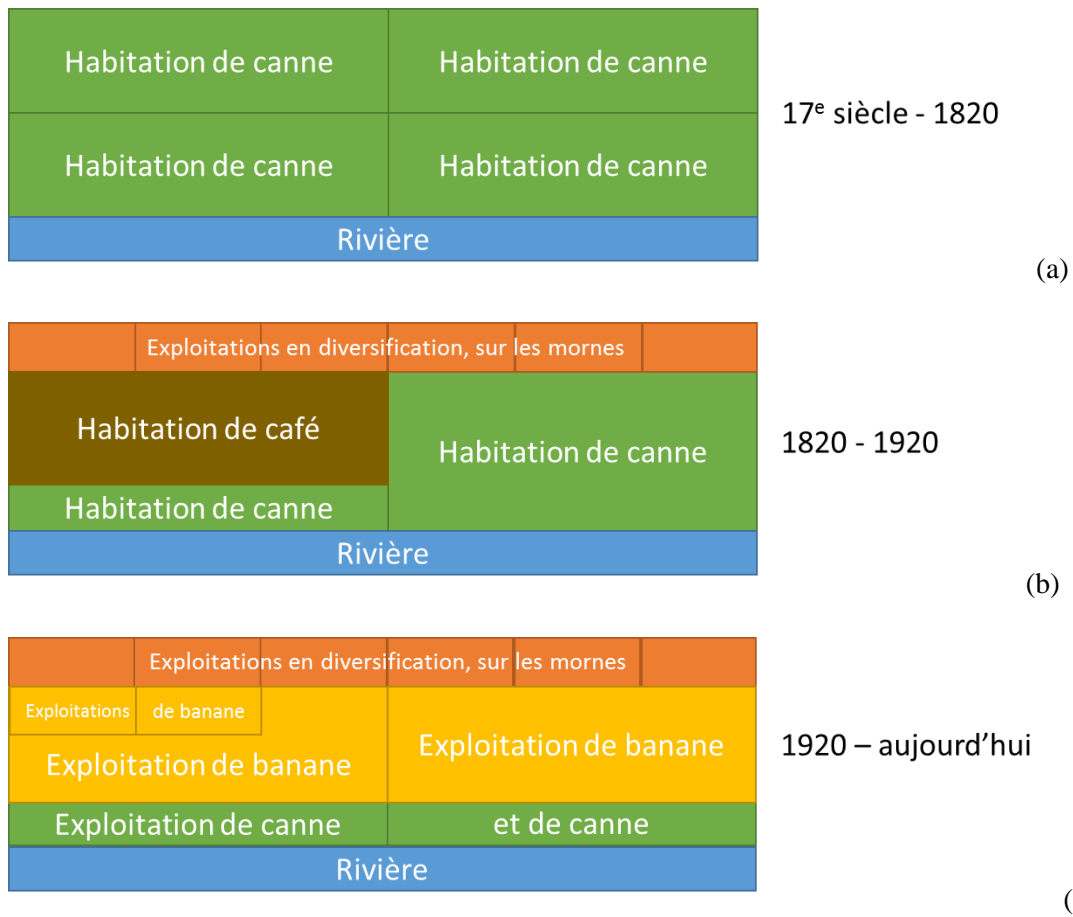 Habitation de canne
Habitation de canne
Habitation de canne
Habitation de canne
Rivière
17e siècle - 1820
(a)
Exploitations en diversification, sur les mornes
Habitation de café
Habitation de canne
Habitation de canne
Rivière
1820 - 1920
(b)
Exploitations en diversification, sur les mornes
Exploitations de banane
Exploitation de banane
Exploitation de banane
Exploitation de canne et de canne
Rivière
1920 – aujourd'hui
(